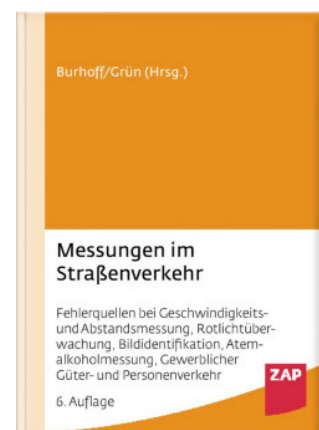 Burhoff/Grün (Hrsg.)
Messungen im
Straßenverkehr
Fehlerquellen bei Geschwindigkeits-
und Abstandsmessung, Rotlichtüber-
wachung, Bildidentifikation, Atem-
alkoholmessung, Gewerblicher
Güter- und Personenverkehr
ZAP
6. Auflage